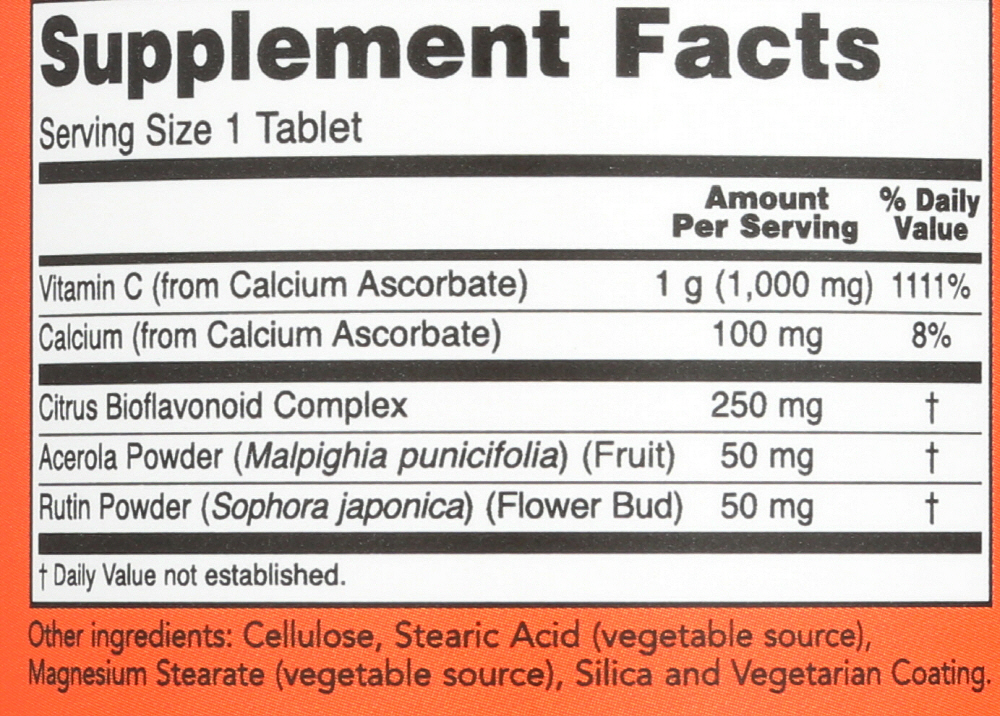 Supplement Facts
Serving Size 1 Tablet
Amount Per Serving % Daily Value
Vitamin C (from Calcium Ascorbate) 1 g (1,000 mg) 1111%
Calcium (from Calcium Ascorbate) 100 mg 8%
Citrus Bioflavonoid Complex 250 mg †
Acerola Powder (Malpighia punicifolia) (Fruit) 50 mg †
Rutin Powder (Sophora japonica) (Flower Bud) 50 mg †
† Daily Value not established.
Other ingredients: Cellulose, Stearic Acid (vegetable source),
Magnesium Stearate (vegetable source), Silica and Vegetarian Coating.